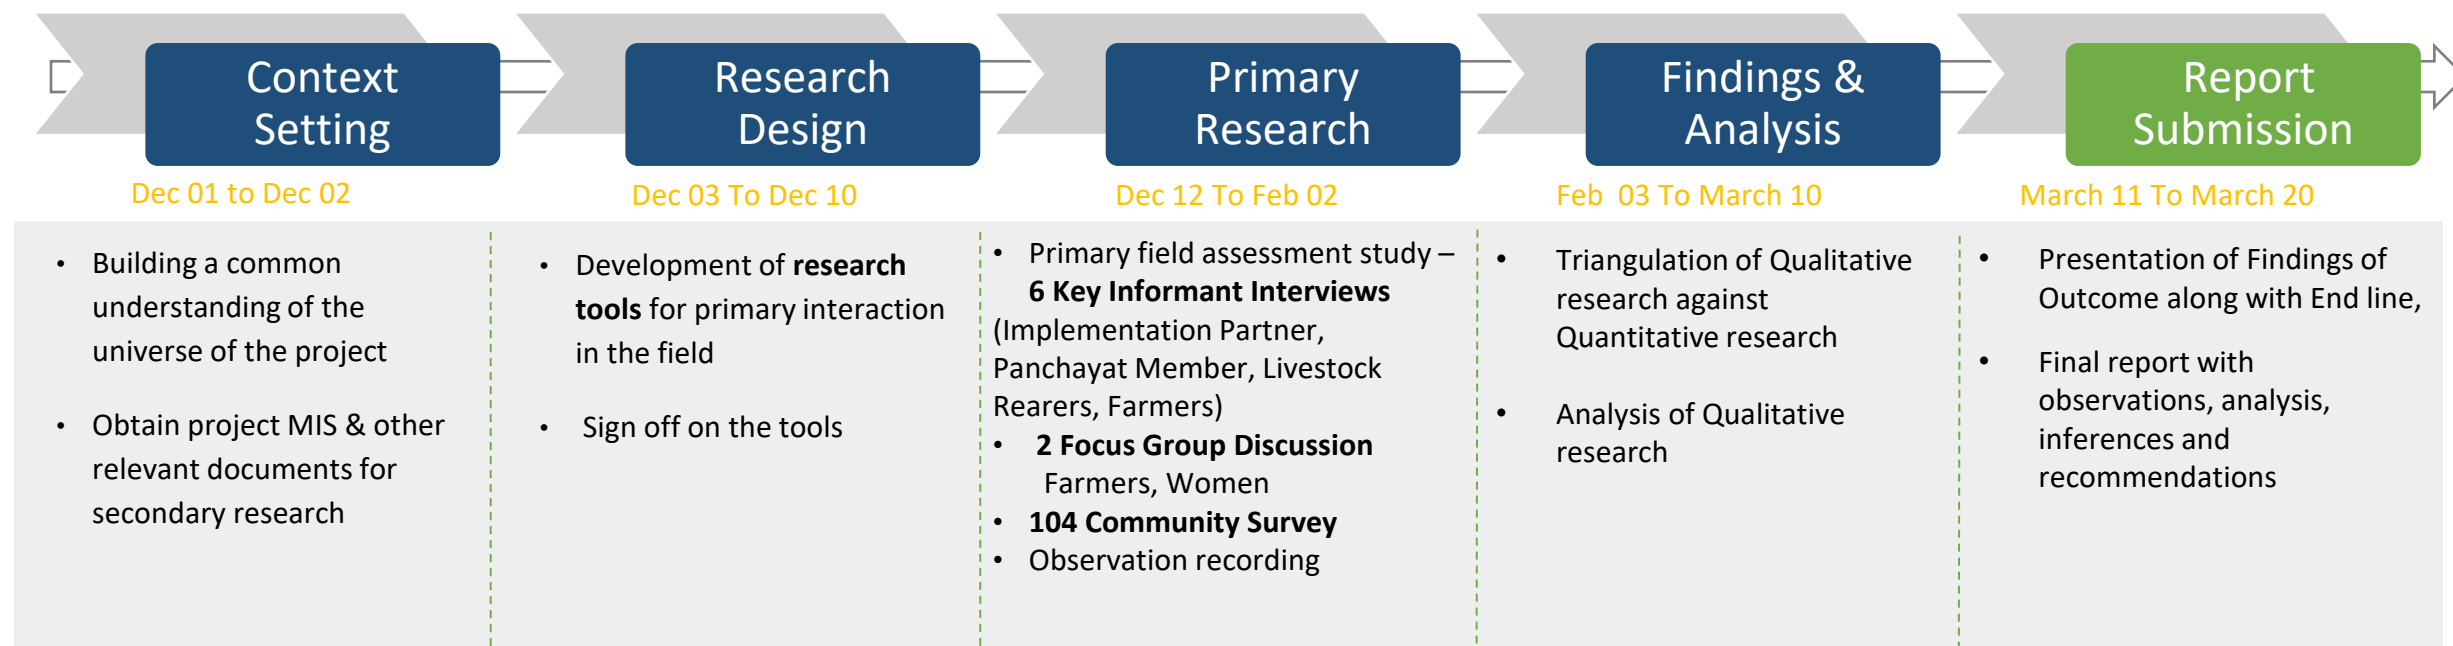 Context
Setting
Research
Design
Primary
Research
Findings &
Analysis
Report
Submission
Dec 01 to Dec 02
Dec 03 To Dec 10
Dec 12 To Feb 02
Feb 03 To March 10
March 11 To March 20
• Building a common
understanding of the
universe of the project
• Obtain project MIS & other
relevant documents for
secondary research
• Development of research
tools for primary interaction
in the field
• Sign off on the tools
• Primary field assessment study –
6 Key Informant Interviews
(Implementation Partner,
Panchayat Member, Livestock
Rearers, Farmers)
• 2 Focus Group Discussion
Farmers, Women
• 104 Community Survey
• Observation recording
• Triangulation of Qualitative
research against
Quantitative research
• Analysis of Qualitative
research
• Presentation of Findings of
Outcome along with End line,
• Final report with
observations, analysis,
inferences and
recommendations